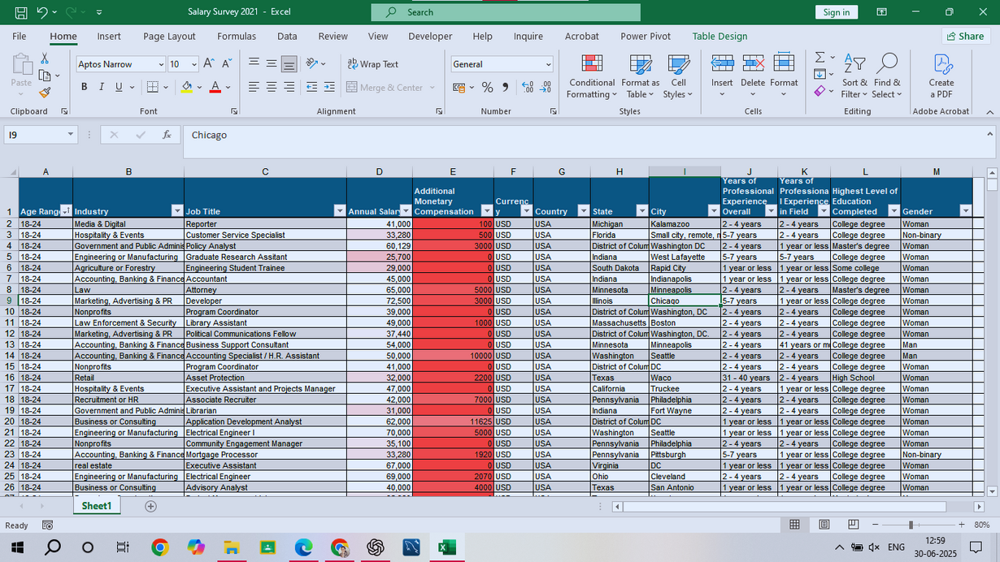 Salary Survey 2021 - Excel
Search
Sign in
File Home Insert Page Layout Formulas Data Review View Developer Help Inquire Acrobat Power Pivot Table Design Share
Paste
Aptos Narrow 10
B I U
Wrap Text
Merge & Center
General
Conditional Formatting
Format as Table
Cell Styles
Insert Delete Format
Sort & Filter
Find & Select
Create a PDF
Clipboard Font Alignment Number Styles Cells Editing Adobe Acrobat
I9 fx Chicago
A B C D E F G H I J K L M
1 Age Rang Industry Job Title Annual Salary Additional Monetary Compensation Currency Country State City Years of Professional Experience Overall Years of Professional Experience in Field Highest Level of Education Completed Gender
2 18-24 Media & Digital Reporter 41,000 100 USD USA Michigan Kalamazoo 2 - 4 years 2 - 4 years College degree Woman
3 18-24 Hospitality & Events Customer Service Specialist 33,280 500 USD USA Florida Small city, remote, n 5-7 years 2 - 4 years College degree Non-binary
4 18-24 Government and Public Adminis Policy Analyst 60,129 3000 USD USA District of Colum Washington DC 2 - 4 years 1 year or less Master's degree Woman
5 18-24 Engineering or Manufacturing Graduate Research Assitant 25,700 0 USD USA Indiana West Lafayette 5-7 years 5-7 years College degree Woman
6 18-24 Agriculture or Forestry Engineering Student Trainee 29,000 0 USD USA South Dakota Rapid City 1 year or less 1 year or less Some college Woman
7 18-24 Accounting, Banking & Finance Accountant 45,000 0 USD USA Indiana Indianapolis 1 year or less 1 year or less College degree Woman
8 18-24 Law Attorney 65,000 5000 USD USA Minnesota Minneapolis 2 - 4 years 2 - 4 years Master's degree Woman
9 18-24 Marketing, Advertising & PR Developer 72,500 3000 USD USA Illinois Chicago 5-7 years 1 year or less College degree Woman
10 18-24 Nonprofits Program Coordinator 39,000 0 USD USA District of Colum Washington, DC 2 - 4 years 2 - 4 years College degree Woman
11 18-24 Law Enforcement & Security Library Assistant 49,000 1000 USD USA Massachusetts Boston 2 - 4 years 2 - 4 years College degree Woman
12 18-24 Marketing, Advertising & PR Political Communications Fellow 37,440 0 USD USA District of Colum Washington, DC. 2 - 4 years 2 - 4 years College degree Woman
13 18-24 Accounting, Banking & Finance Business Support Consultant 54,000 0 USD USA Minnesota Minneapolis 2 - 4 years 41 years or m College degree Man
14 18-24 Accounting, Banking & Finance Accounting Specialist / H.R. Assistant 50,000 10000 USD USA Washington Seattle 2 - 4 years 2 - 4 years College degree Man
15 18-24 Nonprofits Program Coordinator 41,000 0 USD USA District of Colum DC 2 - 4 years 2 - 4 years College degree Woman
16 18-24 Retail Asset Protection 32,000 2200 USD USA Texas Waco 31 - 40 years 2 - 4 years High School Woman
17 18-24 Hospitality & Events Executive Assistant and Projects Manager 47,000 0 USD USA California Truckee 2 - 4 years 2 - 4 years College degree Woman
18 18-24 Recruitment or HR Associate Recruiter 42,000 7000 USD USA Pennsylvania Philadelphia 2 - 4 years 2 - 4 years College degree Woman
19 18-24 Government and Public Adminis Librarian 31,000 0 USD USA Indiana Fort Wayne 2 - 4 years 2 - 4 years College degree Woman
20 18-24 Business or Consulting Application Development Analyst 62,000 11625 USD USA District of Colum DC 1 year or less 1 year or less College degree Woman
21 18-24 Engineering or Manufacturing Electrical Engineer I 70,000 5000 USD USA Washington Seattle 1 year or less 1 year or less College degree Woman
22 18-24 Nonprofits Community Engagement Manager 35,100 0 USD USA Pennsylvania Philadelphia 2 - 4 years 2 - 4 years College degree Woman
23 18-24 Accounting, Banking & Finance Mortgage Processor 33,280 1920 USD USA Pennsylvania Pittsburgh 5-7 years 1 year or less College degree Non-binary
24 18-24 real estate Executive Assistant 67,000 0 USD USA Virginia DC 1 year or less 1 year or less College degree Woman
25 18-24 Engineering or Manufacturing Electrical Engineer 69,000 2070 USD USA Ohio Cleveland 2 - 4 years 2 - 4 years College degree Woman
26 18-24 Business or Consulting Advisory Analyst 40,000 4000 USD USA Texas San Antonio 1 year or less 1 year or less College degree Woman
Sheet1
Ready 80%
ENG 12:59
30-06-2025